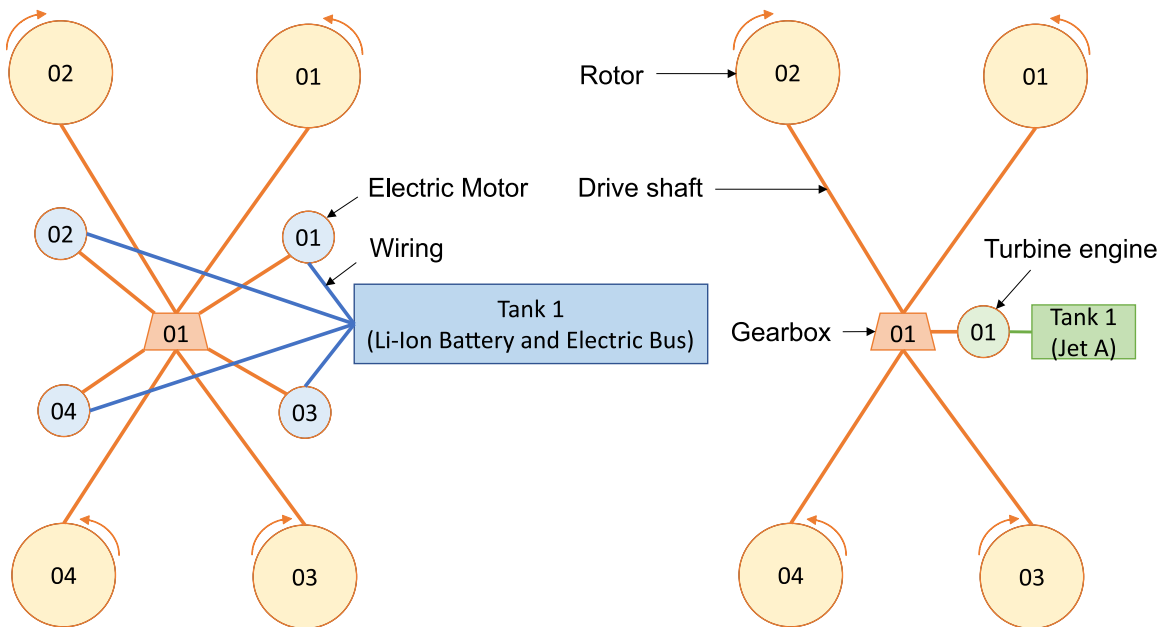 02
01
Electric Motor
02
01
Wiring
Tank 1
(Li-Ion Battery and Electric Bus)
01
04
03
04
03
Rotor
02
01
Drive shaft
Turbine engine
Gearbox
01
01
Tank 1
(Jet A)
04
03